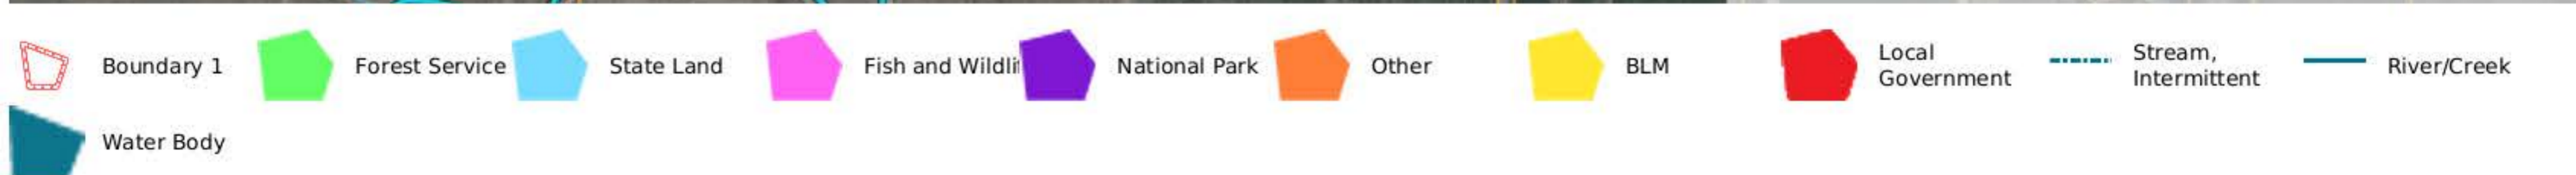 Boundary 1 Forest Service State Land Fish and Wildli National Park Other BLM Local Government Stream, Intermittent River/Creek
Water Body